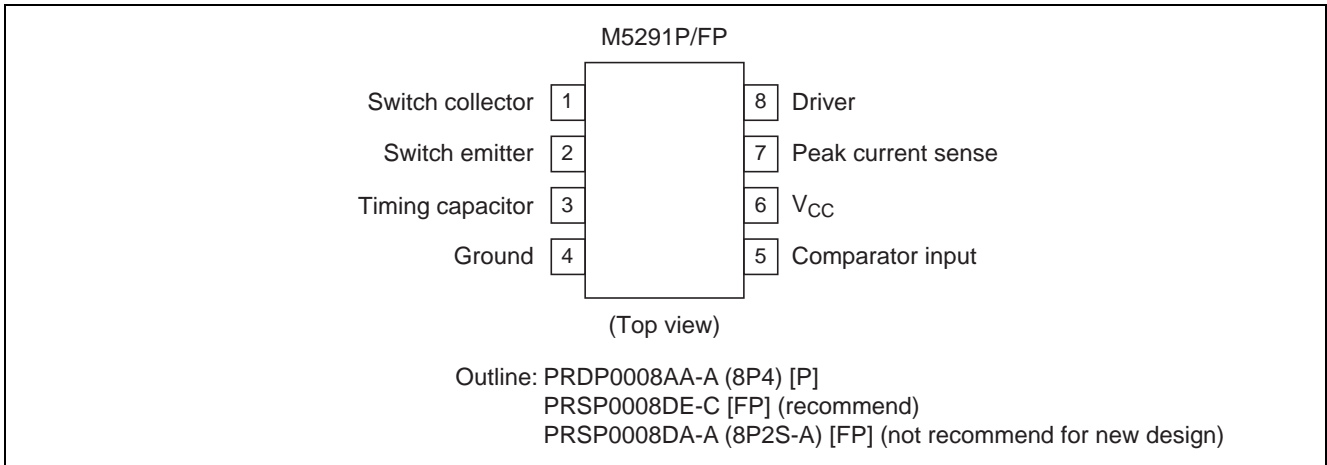 M5291P/FP
Switch collector 1
Switch emitter 2
Timing capacitor 3
Ground 4
8 Driver
7 Peak current sense
6 VCC
5 Comparator input
(Top view)
Outline: PRDP0008AA-A (8P4) [P]
PRSP0008DE-C [FP] (recommend)
PRSP0008DA-A (8P2S-A) [FP] (not recommend for new design)